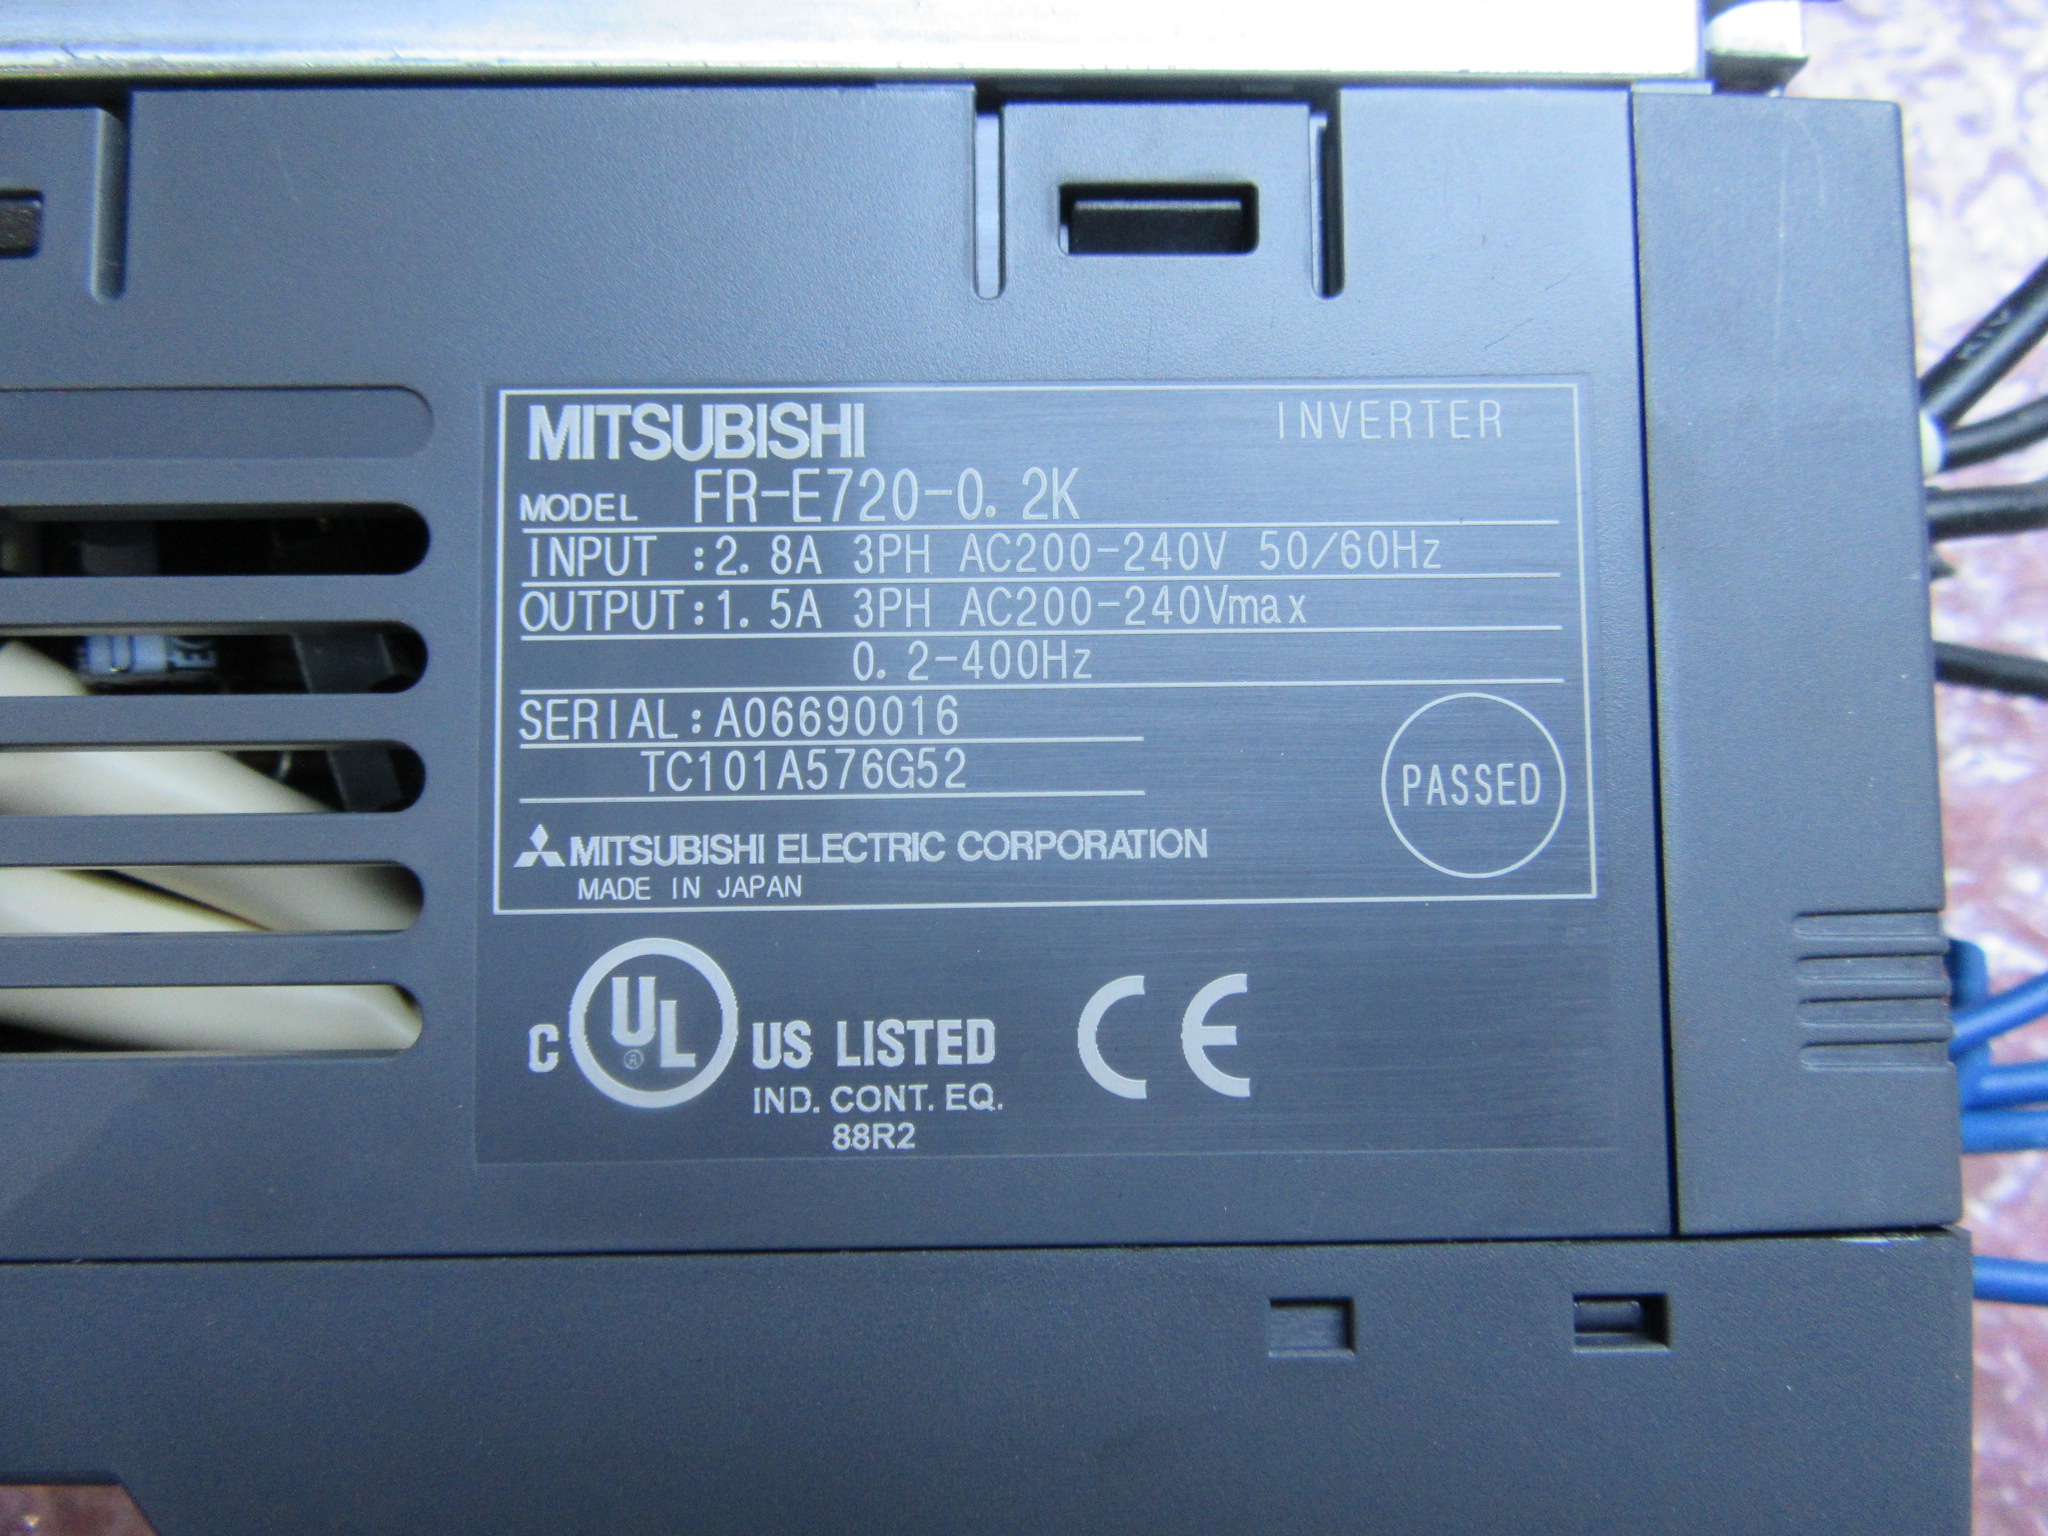 MITSUBISHI INVERTER
MODEL FR-E720-0.2K
INPUT :2.8A 3PH AC200-240V 50/60Hz
OUTPUT:1.5A 3PH AC200-240Vmax
0.2-400Hz
SERIAL:A06690016
TC101A576G52
PASSED
MITSUBISHI ELECTRIC CORPORATION
MADE IN JAPAN
C UL® US LISTED CE
IND. CONT. EQ.
88R2